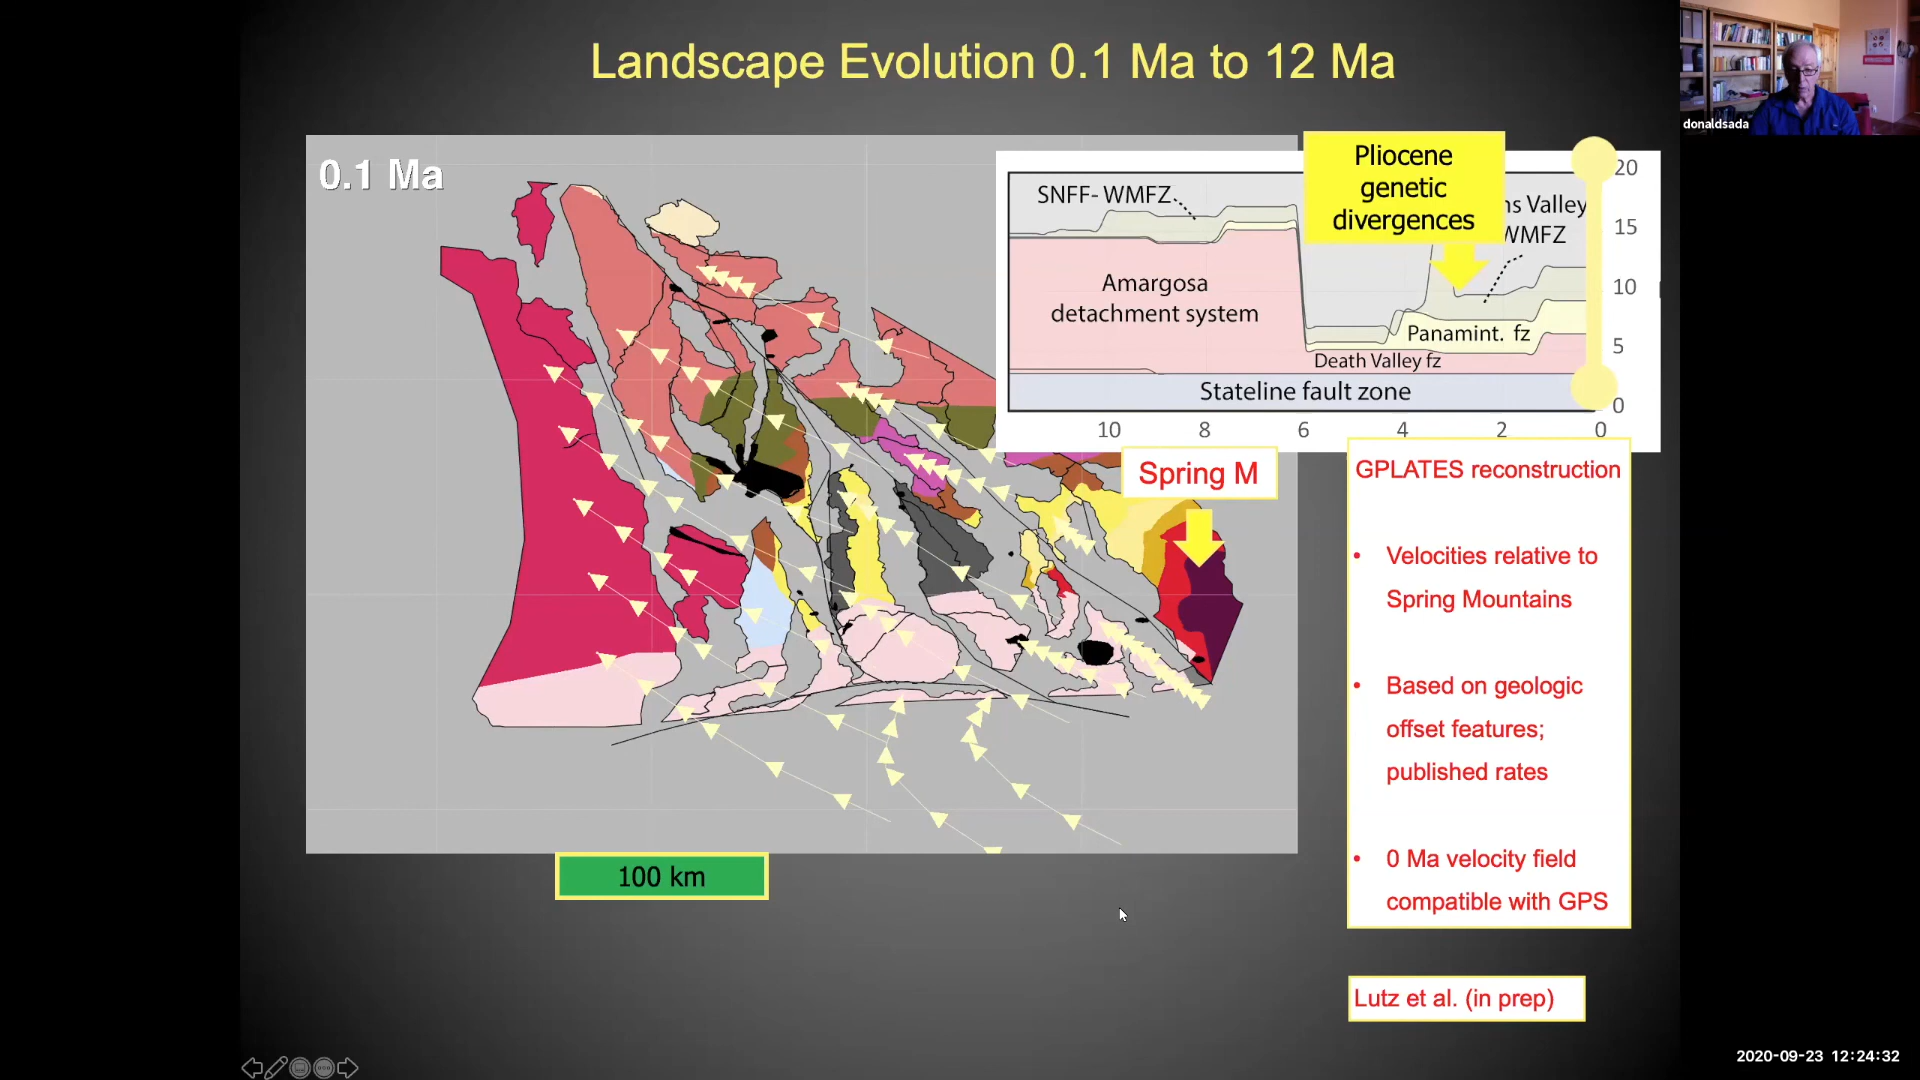 Landscape Evolution 0.1 Ma to 12 Ma
donaldsada
0.1 Ma
Pliocene
genetic
divergences
SNFF- WMFZ
ns Valley
WMFZ
Amargosa
detachment system
Panamint. fz
Death Valley fz
Stateline fault zone
20
15
10
5
0
10 8 6 4 2 0
Spring M
GPLATES reconstruction
• Velocities relative to
Spring Mountains
• Based on geologic
offset features;
published rates
• 0 Ma velocity field
compatible with GPS
100 km
Lutz et al. (in prep)
2020-09-23 12:24:32